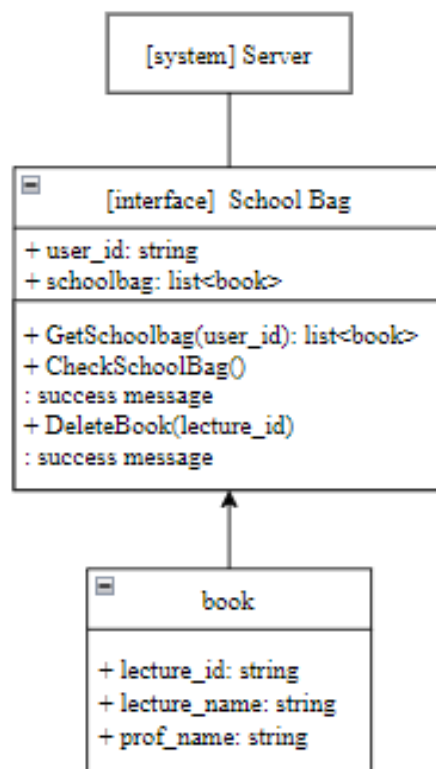 [system] Server
[interface] School Bag
+ user_id: string
+ schoolbag: list<book>
+ GetSchoolbag(user_id): list<book>
+ CheckSchoolBag()
: success message
+ DeleteBook(lecture_id)
: success message
book
+ lecture_id: string
+ lecture_name: string
+ prof_name: string